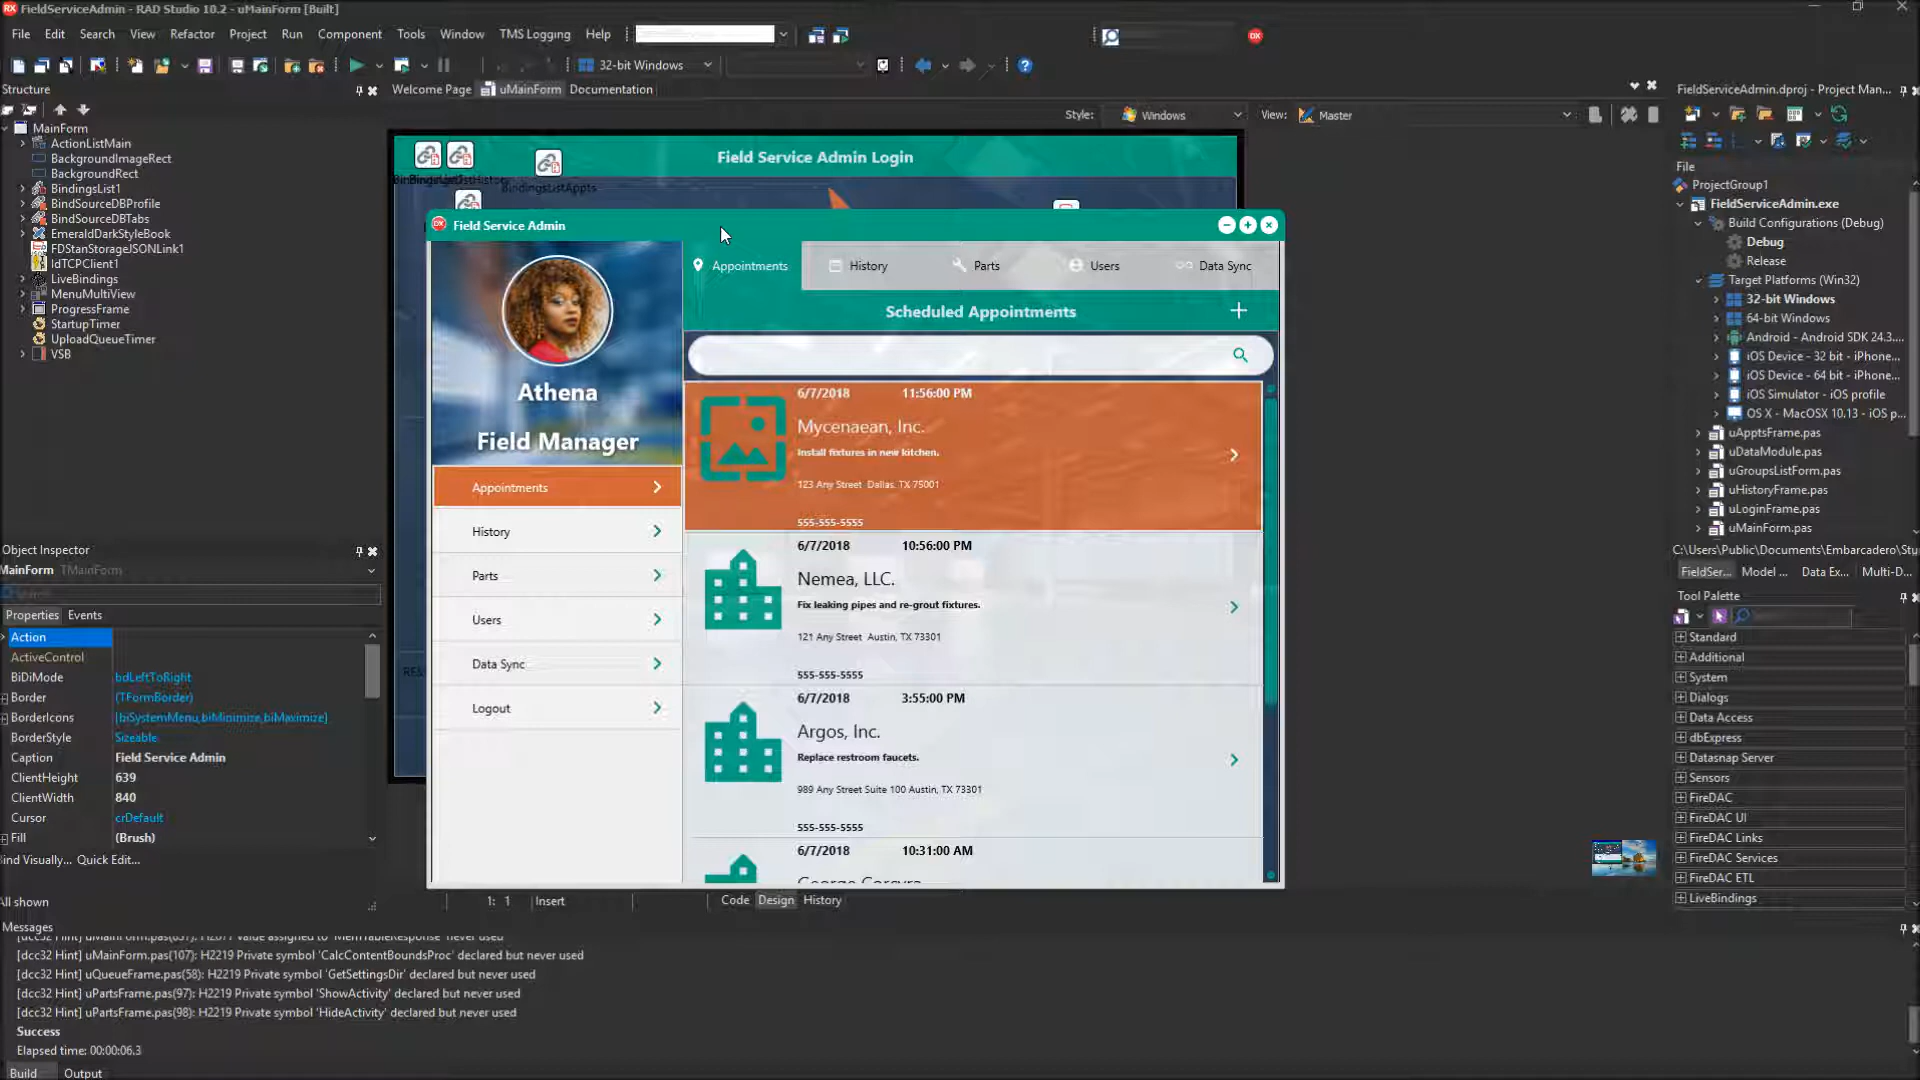 FieldServiceAdmin - RAD Studio 10.2 - uMainForm [Built]
File Edit Search View Refactor Project Run Component Tools Window TMS Logging Help
32-bit Windows
Structure
Welcome Page uMainForm Documentation
FieldServiceAdmin.dproj - Project Man...
Style: Windows View: Master
MainForm
ActionListMain
BackgroundImageRect
BackgroundRect
BindingsList1
BindSourceDBProfile
BindSourceDBTabs
EmeraldDarkStyleBook
FDStanStorageJSONLink1
IdTCPClient1
LiveBindings
MenuMultiView
ProgressFrame
StartupTimer
UploadQueueTimer
VSB
Field Service Admin Login
BindingsListAppts
Field Service Admin
Athena
Field Manager
Appointments
History
Parts
Users
Data Sync
Logout
Appointments History Parts Users Data Sync
Scheduled Appointments
6/7/2018 11:56:00 PM
Mycenaean, Inc.
Install fixtures in new kitchen.
123 Any Street Dallas, TX 75001
555-555-5555
6/7/2018 10:56:00 PM
Nemea, LLC.
Fix leaking pipes and re-grout fixtures.
121 Any Street Austin, TX 73301
555-555-5555
6/7/2018 3:55:00 PM
Argos, Inc.
Replace restroom faucets.
989 Any Street Suite 100 Austin, TX 73301
555-555-5555
6/7/2018 10:31:00 AM
File
ProjectGroup1
FieldServiceAdmin.exe
Build Configurations (Debug)
Debug
Release
Target Platforms (Win32)
32-bit Windows
64-bit Windows
Android - Android SDK 24.3....
iOS Device - 32 bit - iPhone...
iOS Device - 64 bit - iPhone...
iOS Simulator - iOS profile
OS X - MacOSX 10.13 - iOS p...
uApptsFrame.pas
uDataModule.pas
uGroupsListForm.pas
uHistoryFrame.pas
uLoginFrame.pas
uMainForm.pas
C:\Users\Public\Documents\Embarcadero\Stu
FieldSer... Model ... Data Ex... Multi-D...
Tool Palette
Standard
Additional
System
Dialogs
Data Access
dbExpress
Datasnap Server
Sensors
FireDAC
FireDAC UI
FireDAC Links
FireDAC Services
FireDAC ETL
LiveBindings
Object Inspector
MainForm TMainForm
Properties Events
Action
ActiveControl
BiDiMode bdLeftToRight
Border (TFormBorder)
BorderIcons [biSystemMenu,biMinimize,biMaximize]
BorderStyle Sizeable
Caption Field Service Admin
ClientHeight 639
ClientWidth 840
Cursor crDefault
Fill (Brush)
ind Visually... Quick Edit...
All shown
1: 1 Insert
Code Design History
Messages
[dcc32 Hint] uMainForm.pas(107): H2219 Private symbol 'CalcContentBoundsProc' declared but never used
[dcc32 Hint] uQueueFrame.pas(58): H2219 Private symbol 'GetSettingsDir' declared but never used
[dcc32 Hint] uPartsFrame.pas(97): H2219 Private symbol 'ShowActivity' declared but never used
[dcc32 Hint] uPartsFrame.pas(98): H2219 Private symbol 'HideActivity' declared but never used
Success
Elapsed time: 00:00:06.3
Build Output